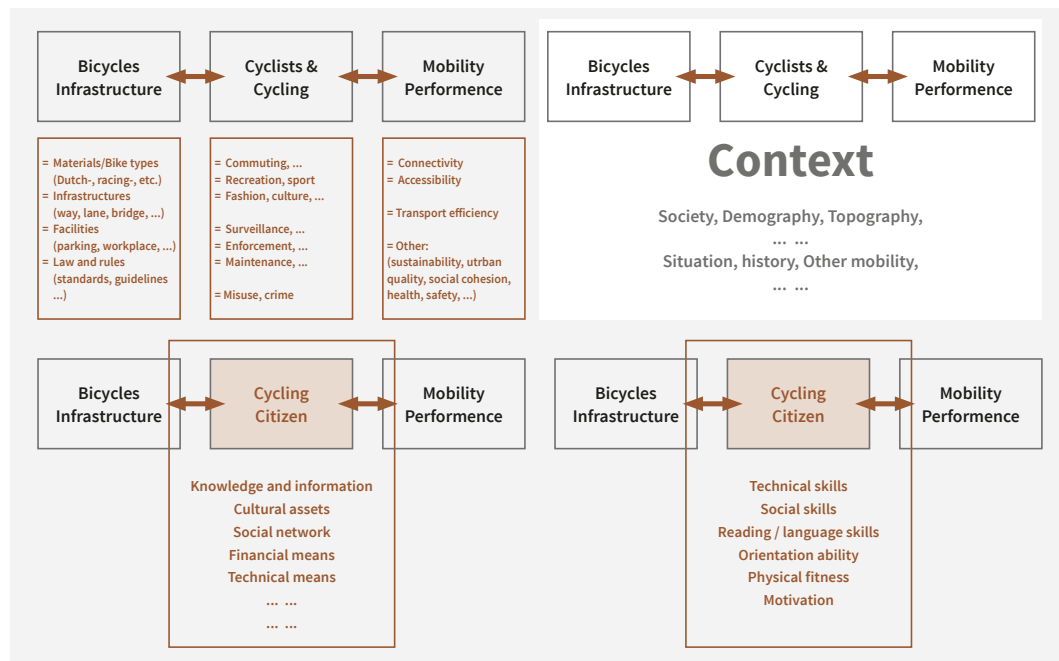 Bicycles
Infrastructure
Cyclists &
Cycling
Mobility
Performence
= Materials/Bike types
(Dutch-, racing-, etc.)
= Infrastructures
(way, lane, bridge, ...)
= Facilities
(parking, workplace, ...)
= Law and rules
(standards, guidelines
...)
= Commuting, ...
= Recreation, sport
= Fashion, culture, ...
= Surveillance, ...
= Enforcement, ...
= Maintenance, ...
= Misuse, crime
= Connectivity
= Accessibility
= Transport efficiency
= Other:
(sustainability, utrban
quality, social cohesion,
health, safety, ...)
Bicycles
Infrastructure
Cyclists &
Cycling
Mobility
Performence
Context
Society, Demography, Topography,
... ...
Situation, history, Other mobility,
... ...
Bicycles
Infrastructure
Cycling
Citizen
Mobility
Performence
Knowledge and information
Cultural assets
Social network
Financial means
Technical means
... ...
... ...
Bicycles
Infrastructure
Cycling
Citizen
Mobility
Performence
Technical skills
Social skills
Reading / language skills
Orientation ability
Physical fitness
Motivation